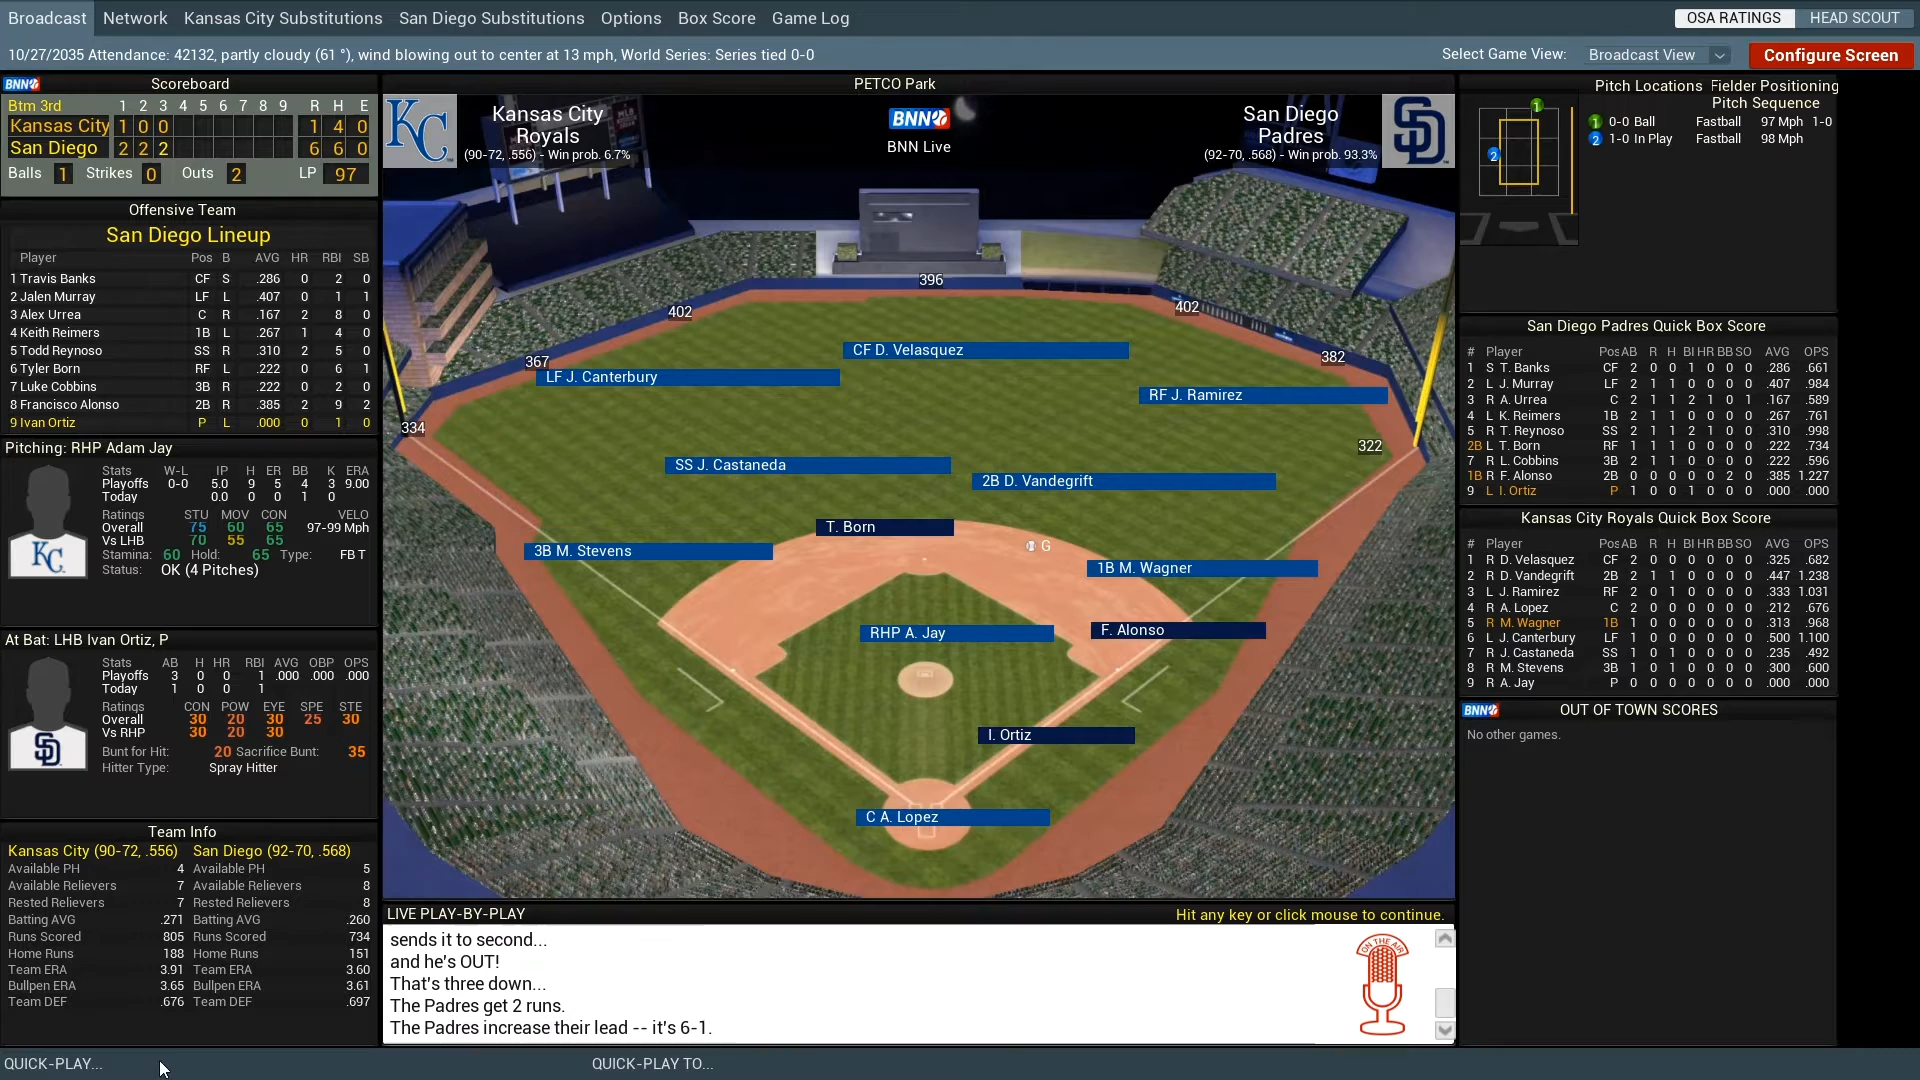 Broadcast Network Kansas City Substitutions San Diego Substitutions Options Box Score Game Log OSA RATINGS HEAD SCOUT
10/27/2035 Attendance: 42132, partly cloudy (61 °), wind blowing out to center at 13 mph, World Series: Series tied 0-0 Select Game View: Broadcast View Configure Screen
BNN Scoreboard
Btm 3rd 1 2 3 4 5 6 7 8 9 R H E
Kansas City 1 0 0 1 4 0
San Diego 2 2 2 6 6 0
Balls 1 Strikes 0 Outs 2 LP 97
Offensive Team
San Diego Lineup
Player Pos B AVG HR RBI SB
1 Travis Banks CF S .286 0 2 0
2 Jalen Murray LF L .407 0 1 1
3 Alex Urrea C R .167 2 8 0
4 Keith Reimers 1B L .267 1 4 0
5 Todd Reynoso SS R .310 2 5 0
6 Tyler Born RF L .222 0 6 1
7 Luke Cobbins 3B R .222 0 2 0
8 Francisco Alonso 2B R .385 2 9 2
9 Ivan Ortiz P L .000 0 1 0
Pitching: RHP Adam Jay
Stats W-L IP H ER BB K ERA
Playoffs 0-0 5.0 9 5 4 3 9.00
Today 0.0 0 0 1 0
Ratings STU MOV CON VELO
Overall 75 60 65 97-99 Mph
Vs LHB 70 55 65
Stamina: 60 Hold: 65 Type: FB T
Status: OK (4 Pitches)
KC
At Bat: LHB Ivan Ortiz, P
Stats AB H HR RBI AVG OBP OPS
Playoffs 3 0 0 1 .000 .000 .000
Today 1 0 0 1
Ratings CON POW EYE SPE STE
Overall 30 20 30 25 30
Vs RHP 30 20 30
Bunt for Hit: 20 Sacrifice Bunt: 35
Hitter Type: Spray Hitter
SD
Team Info
Kansas City (90-72, .556) San Diego (92-70, .568)
Available PH 4 Available PH 5
Available Relievers 7 Available Relievers 8
Rested Relievers 7 Rested Relievers 8
Batting AVG .271 Batting AVG .260
Runs Scored 805 Runs Scored 734
Home Runs 188 Home Runs 151
Team ERA 3.91 Team ERA 3.60
Bullpen ERA 3.65 Bullpen ERA 3.61
Team DEF .676 Team DEF .697
PETCO Park
KC
Kansas City
Royals
(90-72, .556) - Win prob. 6.7%
BNN
BNN Live
San Diego
Padres
(92-70, .568) - Win prob. 93.3%
SD
396
402
402
367
382
334
322
CF D. Velasquez
LF J. Canterbury
RF J. Ramirez
SS J. Castaneda
2B D. Vandegrift
T. Born
G
3B M. Stevens
1B M. Wagner
RHP A. Jay
F. Alonso
I. Ortiz
C A. Lopez
LIVE PLAY-BY-PLAY Hit any key or click mouse to continue.
sends it to second...
and he's OUT!
That's three down...
The Padres get 2 runs.
The Padres increase their lead -- it's 6-1.
ON THE AIR
Pitch Locations Fielder Positioning
Pitch Sequence
1 0-0 Ball Fastball 97 Mph 1-0
2 1-0 In Play Fastball 98 Mph
1
2
San Diego Padres Quick Box Score
# Player Pos AB R H BI HR BB SO AVG OPS
1 S T. Banks CF 2 0 0 1 0 0 0 .286 .661
2 L J. Murray LF 2 1 1 0 0 0 0 .407 .984
3 R A. Urrea C 2 1 1 2 1 0 1 .167 .589
4 L K. Reimers 1B 2 1 1 0 0 0 0 .267 .761
5 R T. Reynoso SS 2 1 1 2 1 0 0 .310 .998
2B L T. Born RF 1 1 1 0 0 0 0 .222 .734
7 R L. Cobbins 3B 2 1 1 0 0 0 0 .222 .596
1B R F. Alonso 2B 0 0 0 0 0 2 0 .385 1.227
9 L I. Ortiz P 1 0 0 1 0 0 0 .000 .000
Kansas City Royals Quick Box Score
# Player Pos AB R H BI HR BB SO AVG OPS
1 R D. Velasquez CF 2 0 0 0 0 0 0 .325 .682
2 R D. Vandegrift 2B 2 1 1 0 0 0 0 .447 1.238
3 L J. Ramirez RF 2 0 1 0 0 0 0 .333 1.031
4 R A. Lopez C 2 0 0 0 0 0 0 .212 .676
5 R M. Wagner 1B 1 0 0 0 0 0 0 .313 .968
6 L J. Canterbury LF 1 0 1 0 0 0 0 .500 1.100
7 R J. Castaneda SS 1 0 1 0 0 0 0 .235 .492
8 R M. Stevens 3B 1 0 1 0 0 0 0 .300 .600
9 R A. Jay P 0 0 0 0 0 0 0 .000 .000
BNN OUT OF TOWN SCORES
No other games.
QUICK-PLAY... QUICK-PLAY TO...